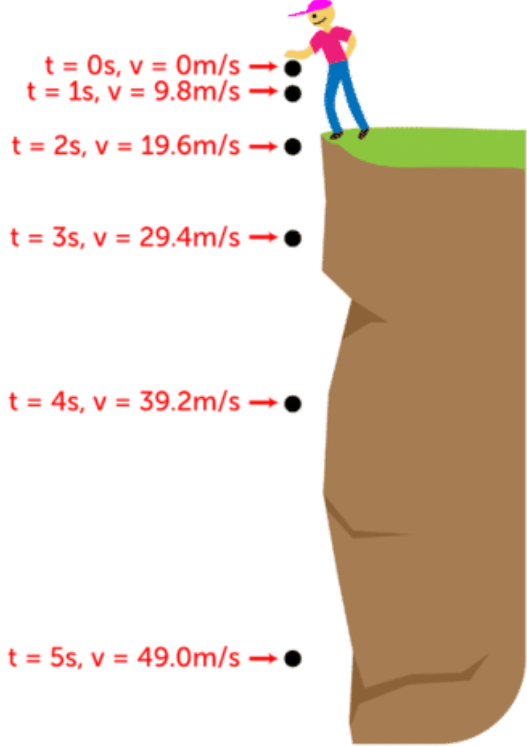 t = 0s, v = 0m/s
t = 1s, v = 9.8m/s
t = 2s, v = 19.6m/s
t = 3s, v = 29.4m/s
t = 4s, v = 39.2m/s
t = 5s, v = 49.0m/s